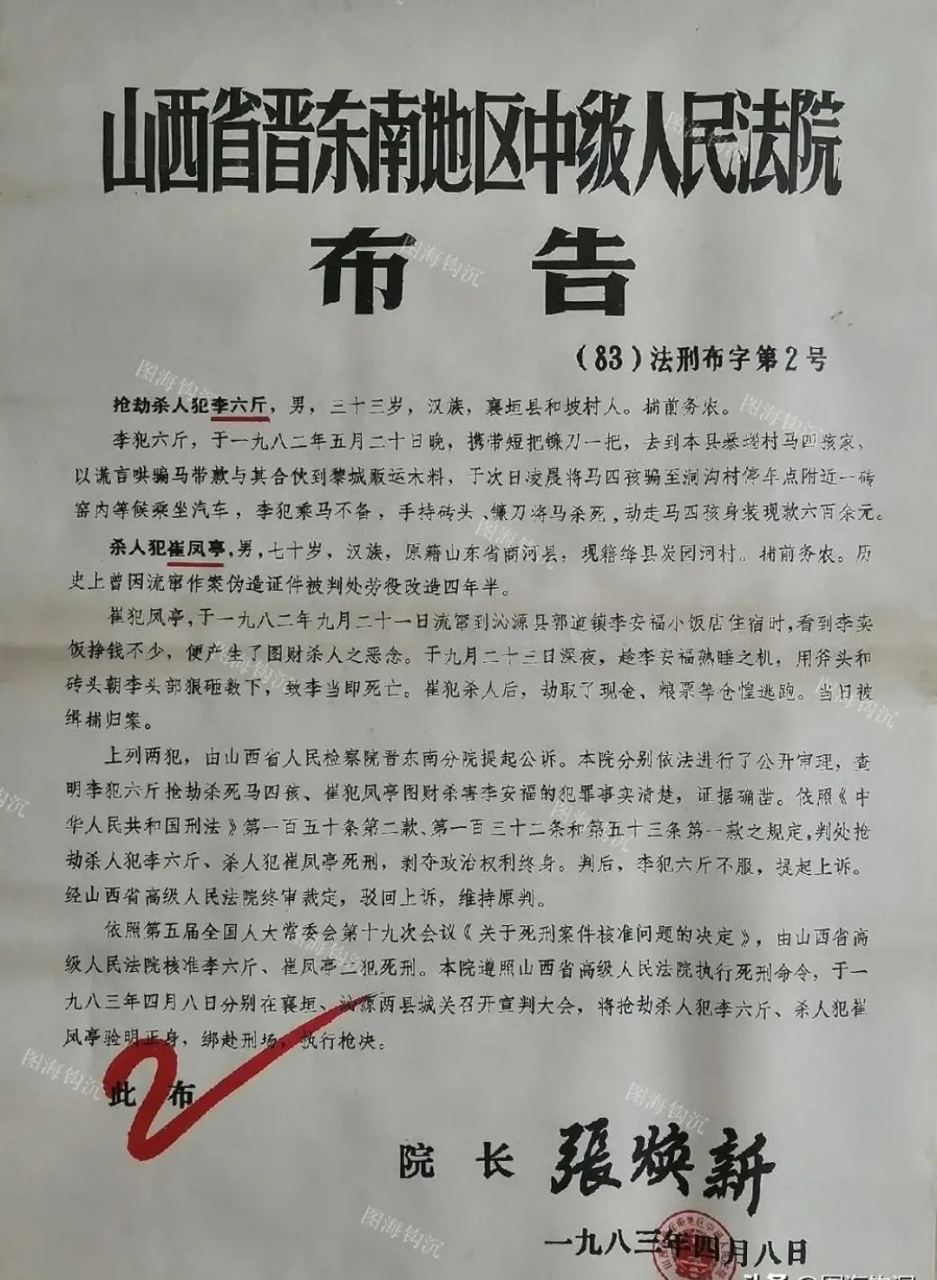 山西省晋东南地区中级人民法院
布告
（83）法刑布字第2号
抢劫杀人犯李六斤，男，三十三岁，汉族，襄垣县和坡村人。捕前务农。
李犯六斤，于一九八二年五月二十日晚，携带短把镰刀一把，去到本县暴垴村马四孩家，
以谎言哄骗马带款与其合伙到黎城贩运木料，于次日凌晨将马四孩骗至洞沟村停车点附近一砖
窑内等候乘坐汽车，李犯乘马不备，手持砖头、镰刀将马杀死，动走马四孩身装现款六百余元。
杀人犯崔凤亭，男，七十岁，汉族，原籍山东省商河县，现籍绛县炭园河村。捕前务农。历
史上曾因流窜作案伪造证件被判处劳役改造四年半。
崔犯凤亭，于一九八二年九月二十一日流窜到沁源县郭道镇李安福小饭店住宿时，看到李卖
饭挣钱不少，便产生了图财杀人之恶念。于九月二十三日深夜，趁李安福熟睡之机，用斧头和
砖头朝李头部狠砸数下，致李当即死亡。崔犯杀人后，劫取了现金、粮票等仓惶逃跑。当日被
缉捕归案。
上列两犯，由山西省人民检察院晋东南分院提起公诉。本院分别依法进行了公开审理，查
明李犯六斤抢劫杀死马四孩、崔犯凤亭图财杀害李安福的犯罪事实清楚，证据确凿。依照《中
华人民共和国刑法》第一百五十条第二款、第一百三十二条和第五十三条第一款之规定，判处抢
劫杀人犯李六斤、杀人犯崔凤亭死刑，剥夺政治权利终身。判后，李犯六斤不服，提起上诉。
经山西省高级人民法院终审裁定，驳回上诉，维持原判。
依照第五届全国人大常委会第十九次会议《关于死刑案件核准问题的决定》，由山西省高
级人民法院核准李六斤、崔凤亭二犯死刑。本院遵照山西省高级人民法院执行死刑命令，于一
九八三年四月八日分别在襄垣、沁源两县城关召开宣判大会，将抢劫杀人犯李六斤、杀人犯崔
凤亭验明正身，绑赴刑场，执行枪决。
此布
院长 張焕新
一九八三年四月八日
图海钩沉